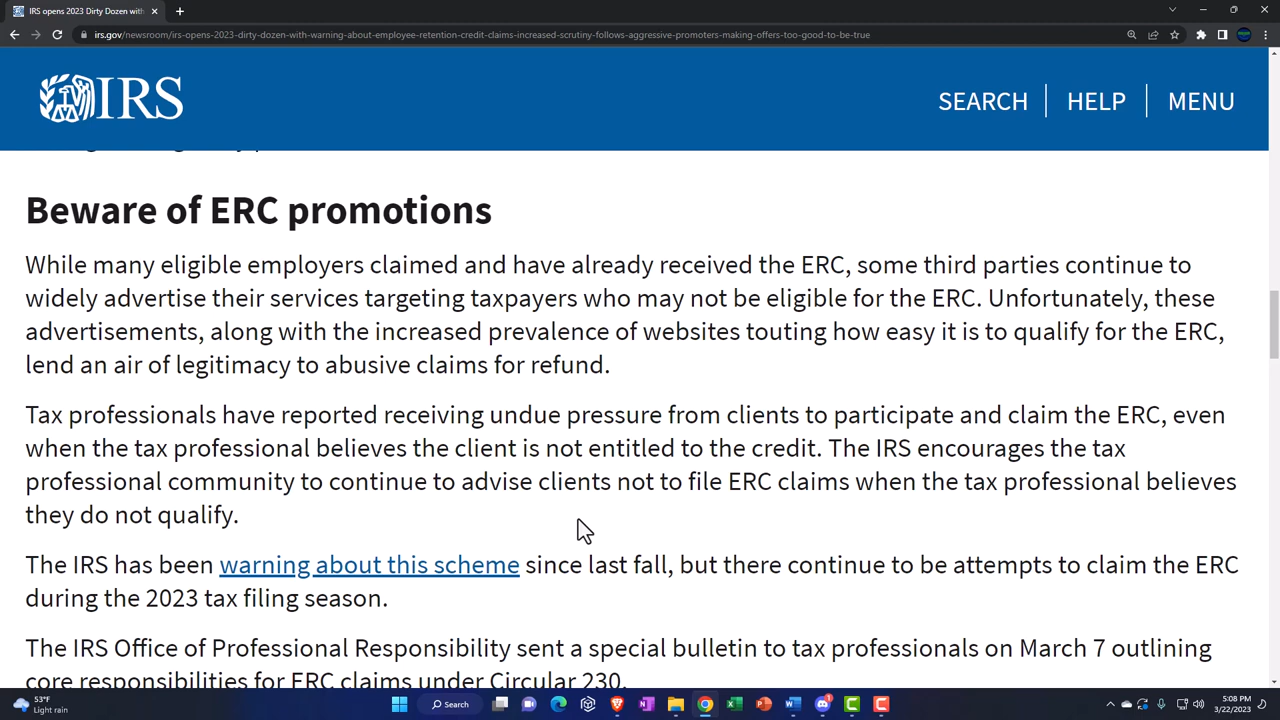 IRS opens 2023 Dirty Dozen with
irs.gov/newsroom/irs-opens-2023-dirty-dozen-with-warning-about-employee-retention-credit-claims-increased-scrutiny-follows-aggressive-promoters-making-offers-too-good-to-be-true
IRS
SEARCH
HELP
MENU
Beware of ERC promotions
While many eligible employers claimed and have already received the ERC, some third parties continue to
widely advertise their services targeting taxpayers who may not be eligible for the ERC. Unfortunately, these
advertisements, along with the increased prevalence of websites touting how easy it is to qualify for the ERC,
lend an air of legitimacy to abusive claims for refund.
Tax professionals have reported receiving undue pressure from clients to participate and claim the ERC, even
when the tax professional believes the client is not entitled to the credit. The IRS encourages the tax
professional community to continue to advise clients not to file ERC claims when the tax professional believes
they do not qualify.
The IRS has been warning about this scheme since last fall, but there continue to be attempts to claim the ERC
during the 2023 tax filing season.
The IRS Office of Professional Responsibility sent a special bulletin to tax professionals on March 7 outlining
core responsibilities for ERC claims under Circular 230.
53°F
Light rain
Search
5:08 PM
3/22/2023